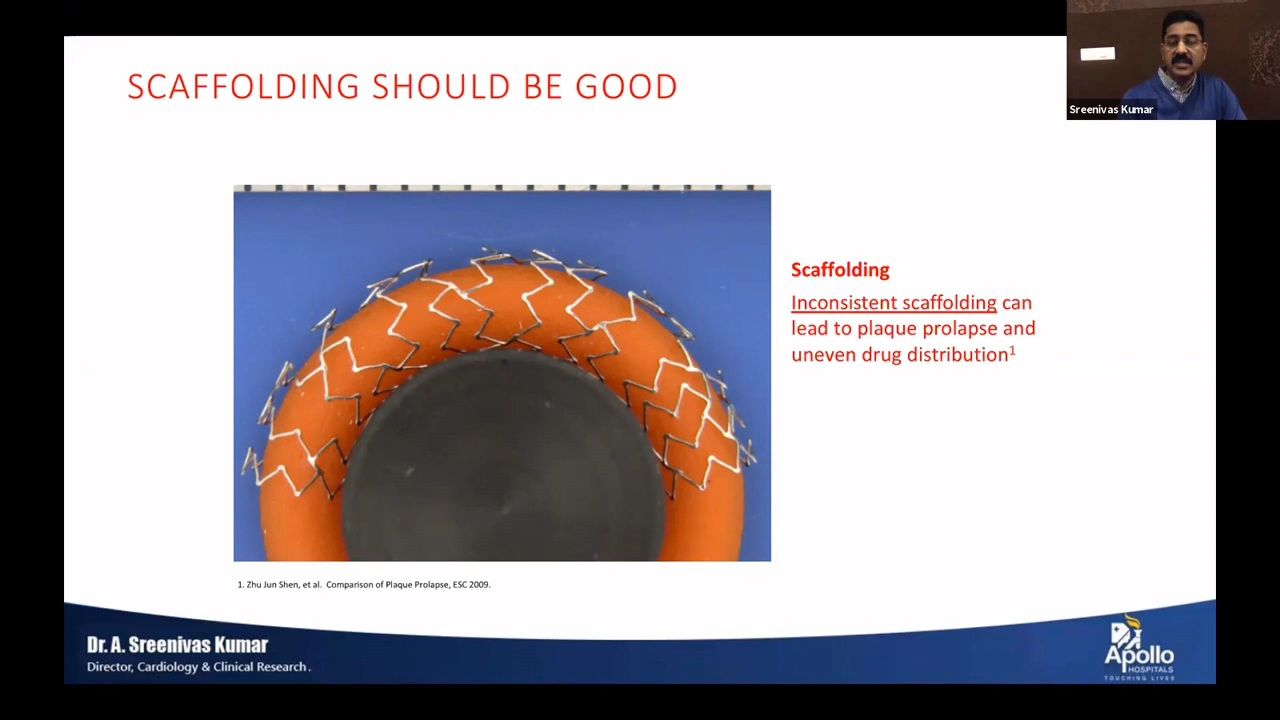 SCAFFOLDING SHOULD BE GOOD
Sreenivas Kumar
Scaffolding
Inconsistent scaffolding can
lead to plaque prolapse and
uneven drug distribution1
1. Zhu Jun Shen, et al. Comparison of Plaque Prolapse, ESC 2009.
Dr. A. Sreenivas Kumar
Director, Cardiology & Clinical Research.
Apollo
HOSPITALS
TOUCHING LIVES